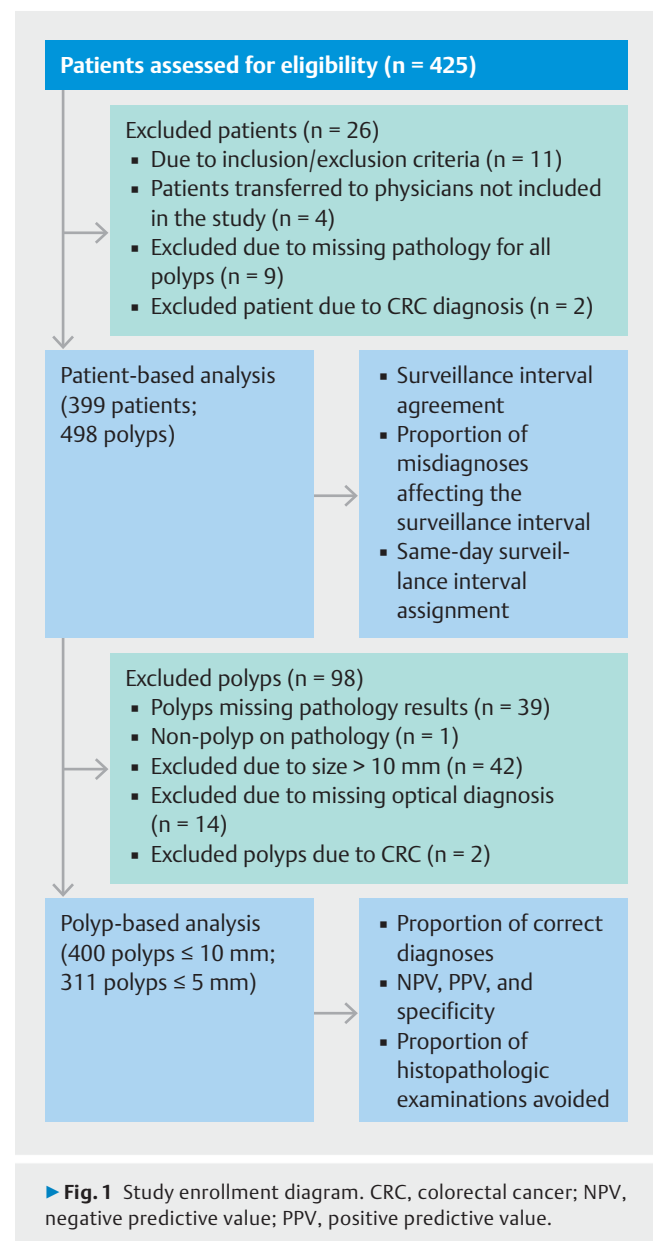 Patients assessed for eligibility (n = 425)
Excluded patients (n = 26)
▪ Due to inclusion/exclusion criteria (n = 11)
▪ Patients transferred to physicians not included
in the study (n = 4)
▪ Excluded due to missing pathology for all
polyps (n = 9)
▪ Excluded patient due to CRC diagnosis (n = 2)
Patient-based analysis
(399 patients;
498 polyps)
▪ Surveillance interval
agreement
▪ Proportion of
misdiagnoses
affecting the
surveillance interval
▪ Same-day surveil-
lance interval
assignment
Excluded polyps (n = 98)
▪ Polyps missing pathology results (n = 39)
▪ Non-polyp on pathology (n = 1)
▪ Excluded due to size > 10 mm (n = 42)
▪ Excluded due to missing optical diagnosis
(n = 14)
▪ Excluded polyps due to CRC (n = 2)
Polyp-based analysis
(400 polyps ≤ 10 mm;
311 polyps ≤ 5 mm)
▪ Proportion of correct
diagnoses
▪ NPV, PPV, and
specificity
▪ Proportion of
histopathologic
examinations avoided
▶ Fig. 1 Study enrollment diagram. CRC, colorectal cancer; NPV,
negative predictive value; PPV, positive predictive value.